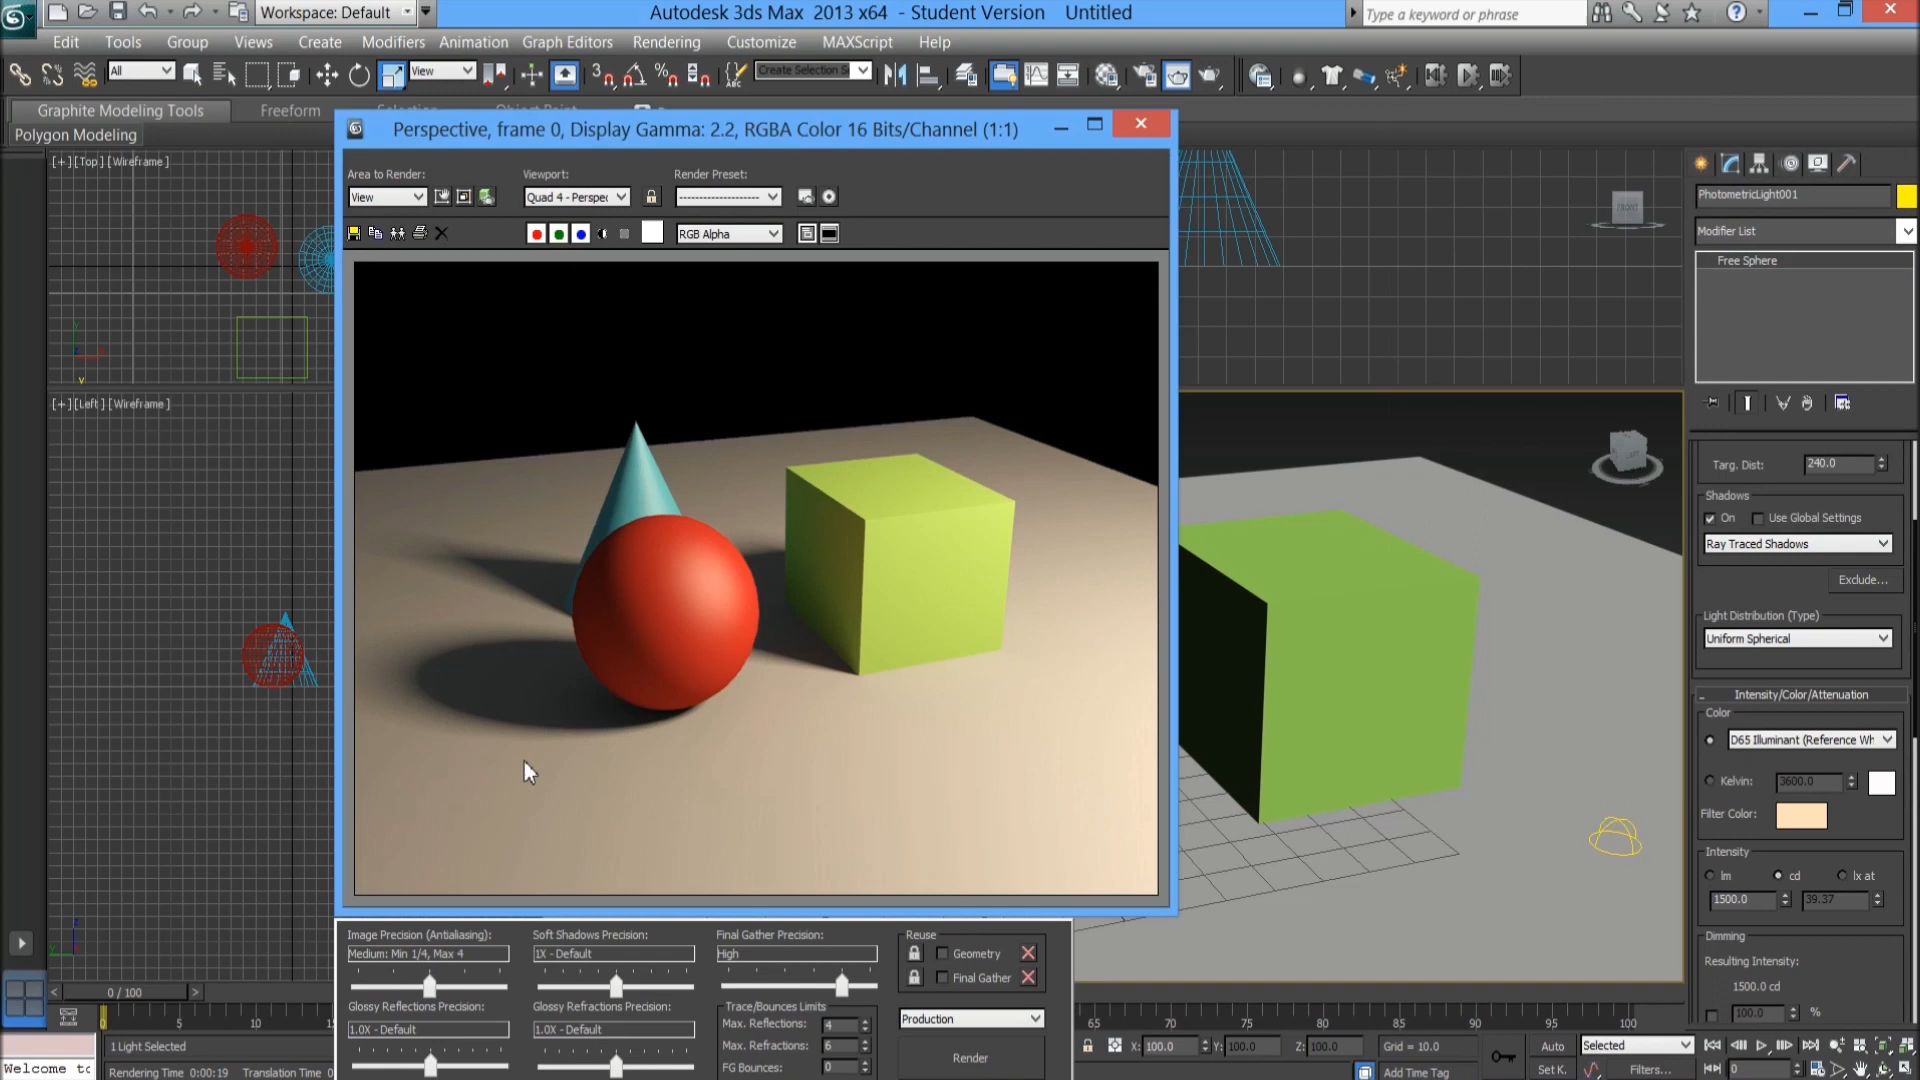 Workspace: Default
Autodesk 3ds Max 2013 x64 - Student Version Untitled
Type a keyword or phrase
Edit Tools Group Views Create Modifiers Animation Graph Editors Rendering Customize MAXScript Help
All
View
3
Create Selection S
Graphite Modeling Tools Freeform Selection Object Paint
Polygon Modeling
[+][Top][Wireframe]
[+][Left][Wireframe]
Perspective, frame 0, Display Gamma: 2.2, RGBA Color 16 Bits/Channel (1:1)
Area to Render:
View
Viewport:
Quad 4 - Perspec
Render Preset:
--------------------
RGB Alpha
FRONT
PhotometricLight001
Modifier List
Free Sphere
Targ. Dist: 240.0
Shadows
On Use Global Settings
Ray Traced Shadows
Exclude...
Light Distribution (Type)
Uniform Spherical
- Intensity/Color/Attenuation
Color
D65 Illuminant (Reference Wh
Kelvin: 3600.0
Filter Color:
Intensity
lm cd lx at
1500.0 39.37
Dimming
Resulting Intensity:
1500.0 cd
100.0 %
Image Precision (Antialiasing):
Medium: Min 1/4, Max 4
Soft Shadows Precision:
1X - Default
Final Gather Precision:
High
Glossy Reflections Precision:
1.0X - Default
Glossy Refractions Precision:
1.0X - Default
Trace/Bounces Limits
Max. Reflections: 4
Max. Refractions: 6
FG Bounces: 0
Reuse
Geometry
Final Gather
Production
Render
< 0 / 100 >
0 5 10 65 70 75 80 85 90 95 100
1 Light Selected
Welcome to
Rendering Time 0:00:19 Translation Time 0
X: 100.0 Y: 100.0 Z: 100.0 Grid = 10.0
Add Time Tag
Auto Selected
Set K. Filters...
0